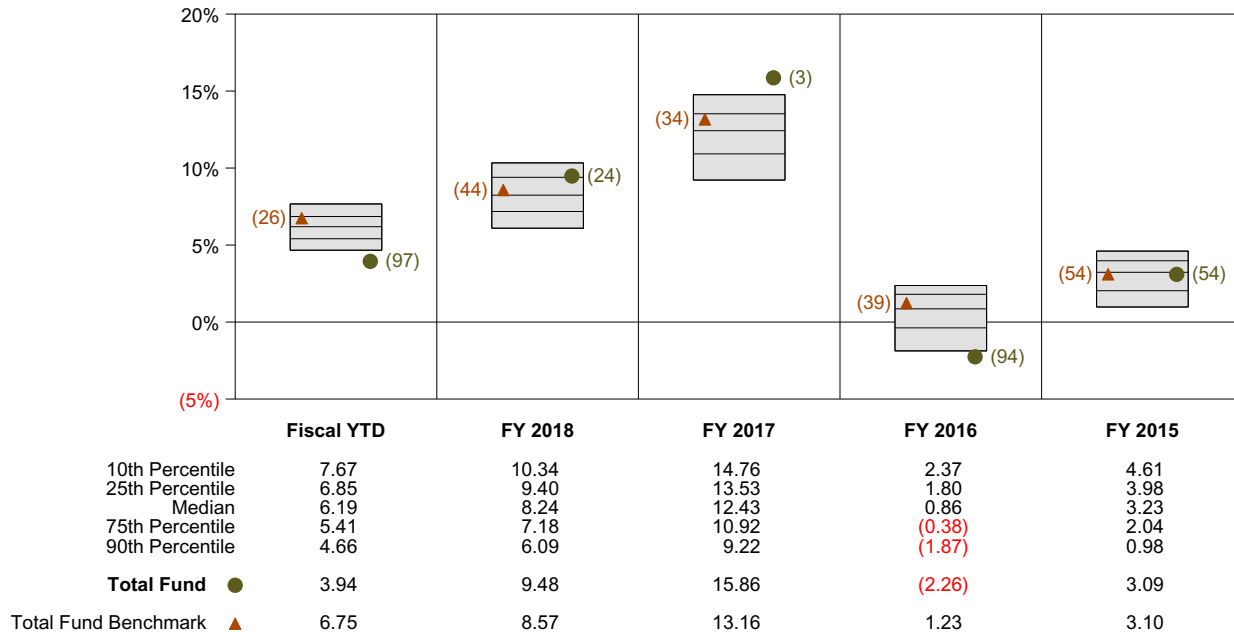 20%
15%
10%
5%
0%
(5%)
(26)
(97)
(44)
(24)
(34)
(3)
(39)
(94)
(54)
(54)
Fiscal YTD FY 2018 FY 2017 FY 2016 FY 2015
10th Percentile 7.67 10.34 14.76 2.37 4.61
25th Percentile 6.85 9.40 13.53 1.80 3.98
Median 6.19 8.24 12.43 0.86 3.23
75th Percentile 5.41 7.18 10.92 (0.38) 2.04
90th Percentile 4.66 6.09 9.22 (1.87) 0.98
Total Fund 3.94 9.48 15.86 (2.26) 3.09
Total Fund Benchmark 6.75 8.57 13.16 1.23 3.10